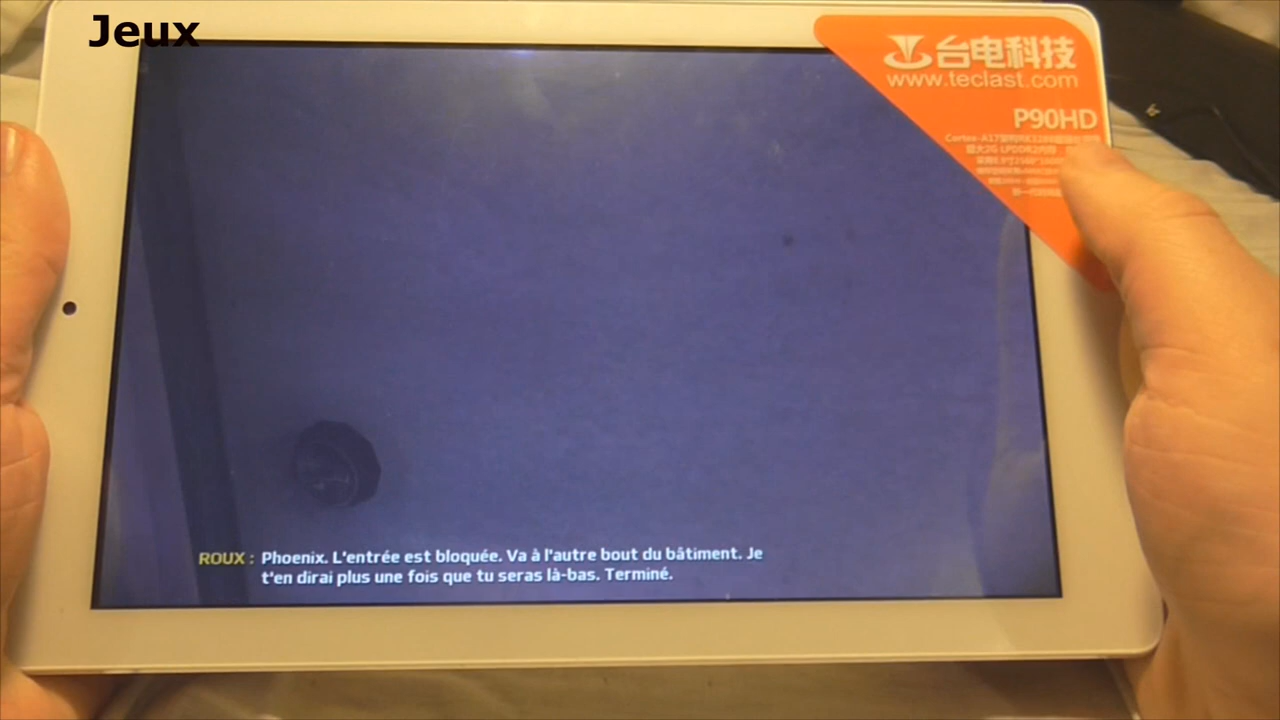 Jeux
台电科技
www.teclast.com
P90HD
ROUX : Phoenix. L'entrée est bloquée. Va à l'autre bout du bâtiment. Je
t'en dirai plus une fois que tu seras là-bas. Terminé.